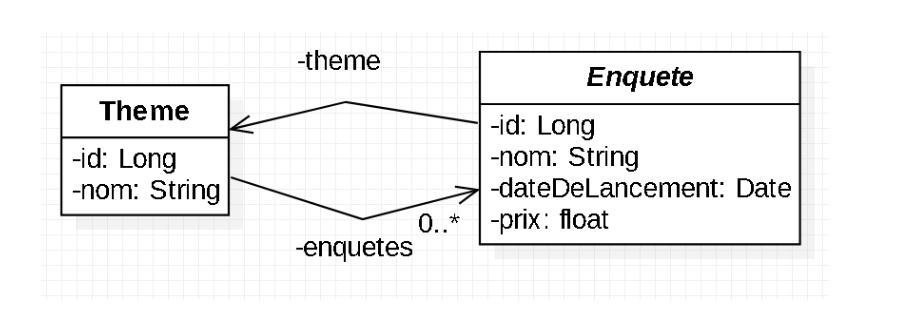 -theme
Theme
-id: Long
-nom: String
Enquete
-id: Long
-nom: String
-dateDeLancement: Date
-prix: float
0..*
-enquetes